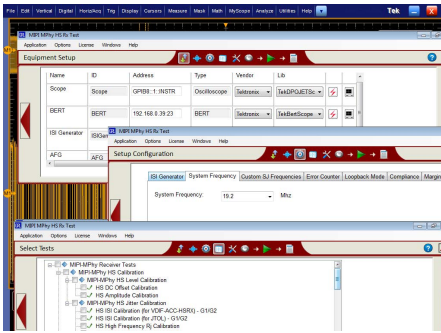 File Edit Vertical Digital Horiz/Acq Trig Display Cursors Measure Mask Math MyScope Analyze Utilities Help Tek
MIPI MPhy HS Rx Test
Application Options License Windows Help
Equipment Setup
Name ID Address Type Vendor Lib
Scope Scope GPIB8::1::INSTR Oscilloscope Tektronix TekDPOJETSc
BERT BERT 192.168.0.39:23 BERT Tektronix TekBertScope
ISI Generator ISIGen
AFG AFG
MIPI MPhy HS Rx Test
Application Options License Windows Help
Setup Configuration
ISI Generator System Frequency Custom SJ Frequencies Error Counter Loopback Mode Compliance Margin
System Frequency: 19.2 Mhz
MIPI MPhy HS Rx Test
Application Options License Windows Help
Select Tests
MIPI-MPhy Receiver Tests
MIPI-MPhy HS Calibration
MIPI-MPhy HS Level Calibration
HS DC Offset Calibration
HS Amplitude Calibration
MIPI-MPhy HS Jitter Calibration
HS ISI Calibration (for VDIF-ACC-HSRX) - G1/G2
HS ISI Calibration (for JTOL) - G1/G2
HS High Frequency Rj Calibration